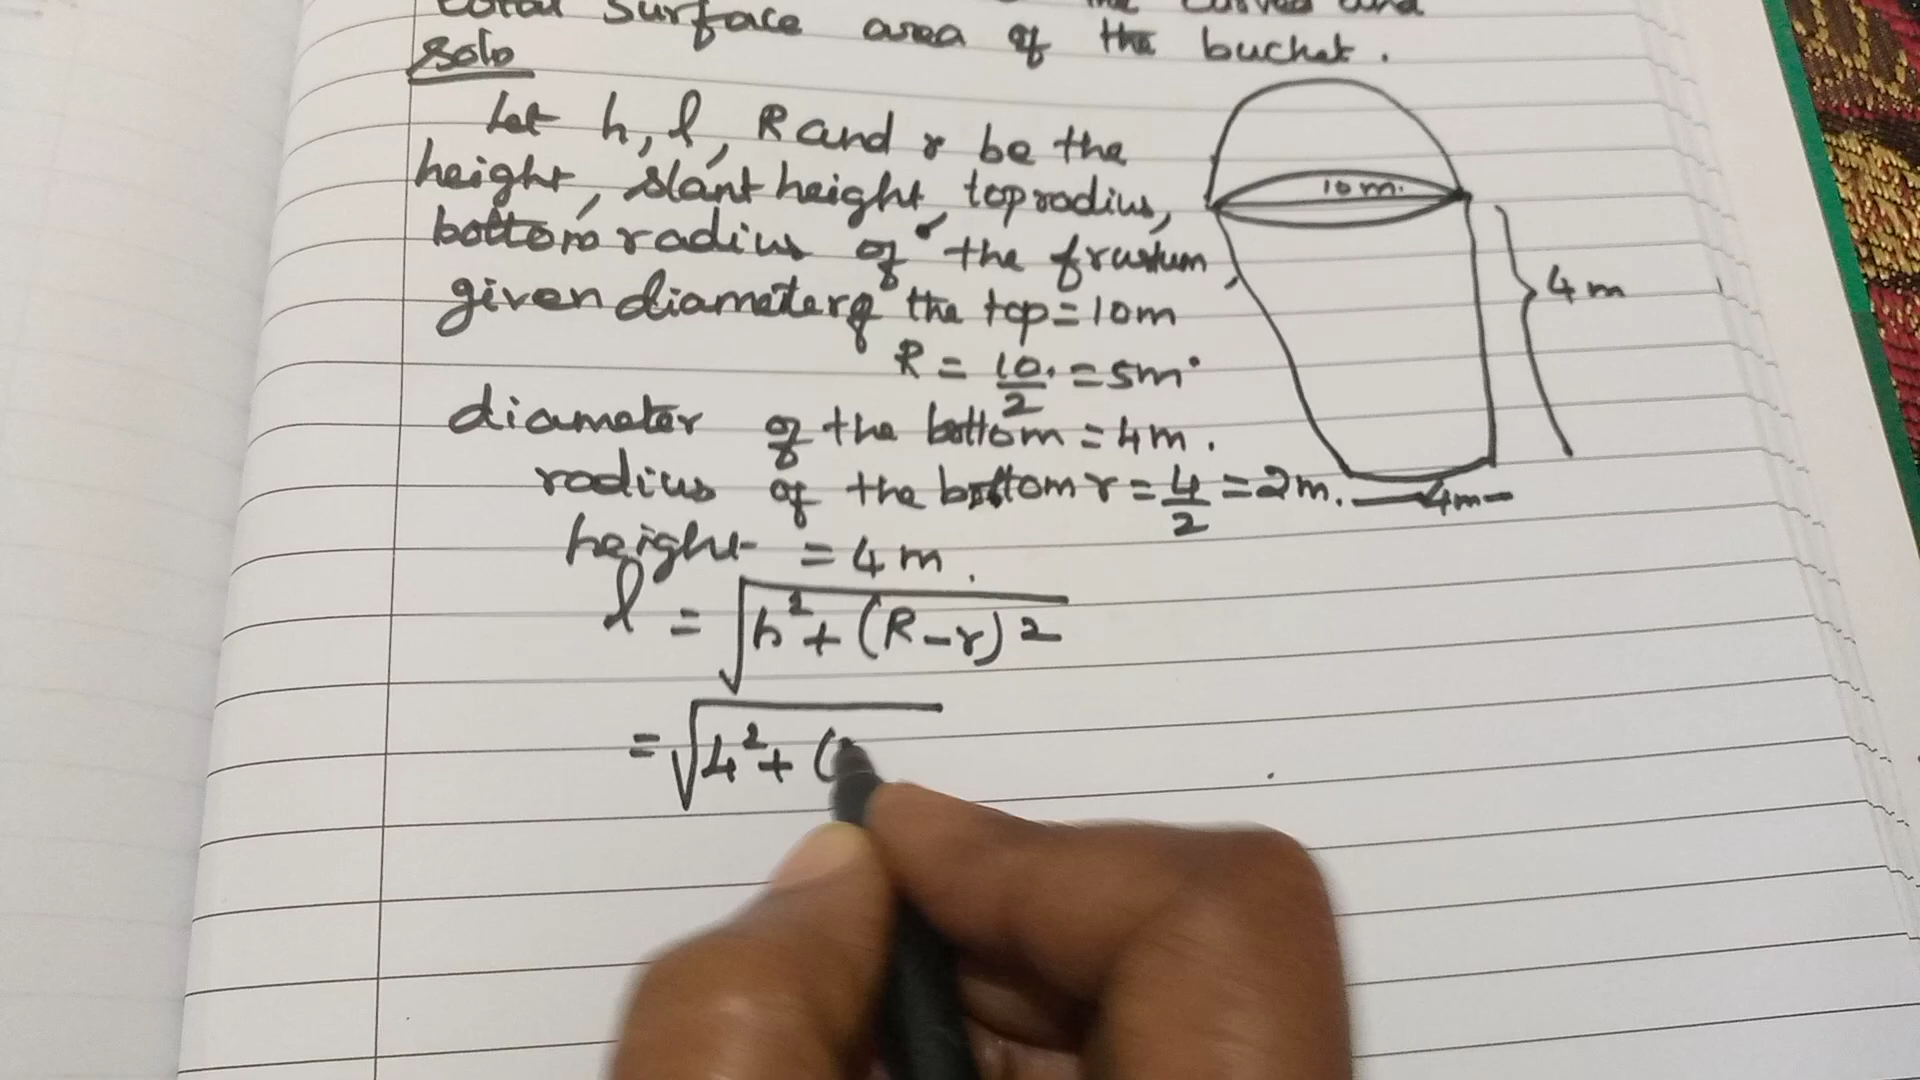 total surface area of the bucket.
Solo
Let h, l, R and r be the
height, slant height, top radius,
bottom radius of the frustum,
given diameter of the top = 10m
R = 10/2 = 5m.
diameter of the bottom = 4m.
radius of the bottom r = 4/2 = 2m.
height = 4m.
l = √h²+(R-r)2
= √4²+(
10m.
4m
4m